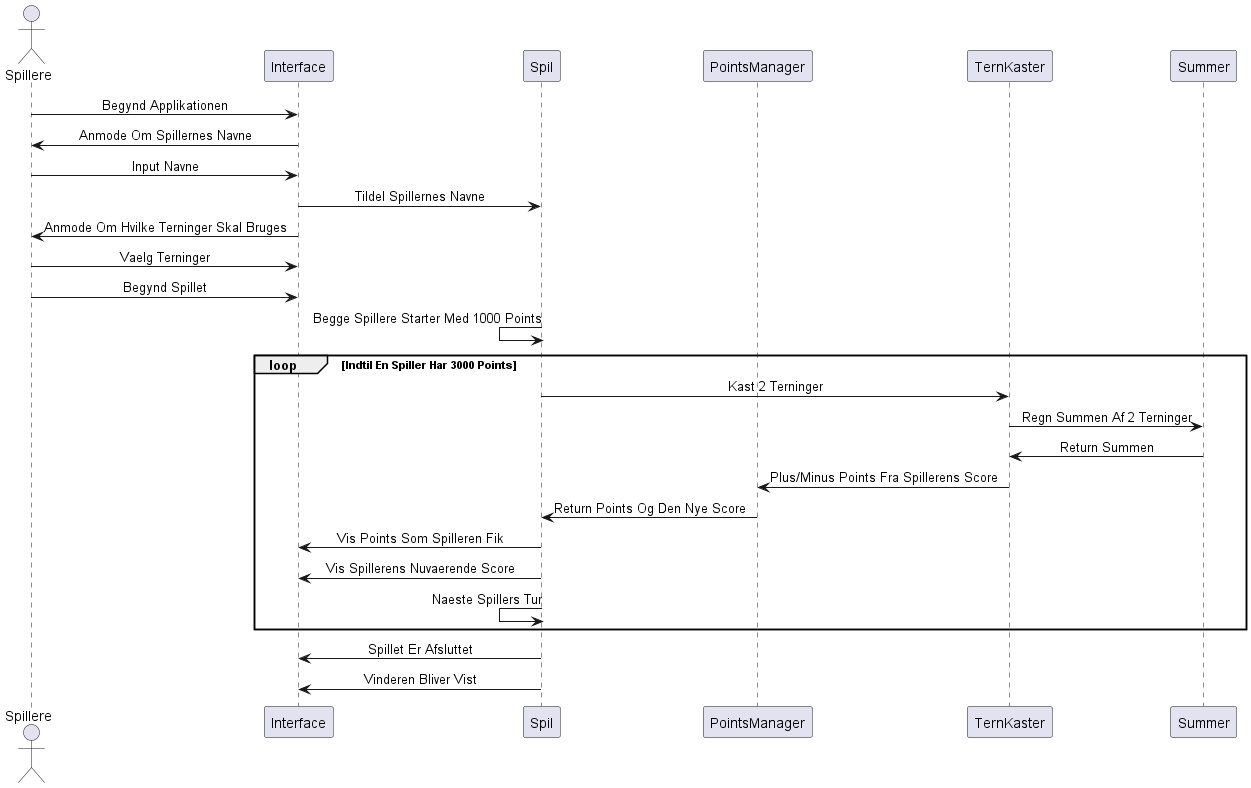 Spillere
Interface
Spil
PointsManager
TernKaster
Summer
Begynd Applikationen
Anmode Om Spillernes Navne
Input Navne
Tildel Spillernes Navne
Anmode Om Hvilke Terninger Skal Bruges
Vaelg Terninger
Begynd Spillet
Begge Spillere Starter Med 1000 Points
loop [Indtil En Spiller Har 3000 Points]
Kast 2 Terninger
Regn Summen Af 2 Terninger
Return Summen
Plus/Minus Points Fra Spillerens Score
Return Points Og Den Nye Score
Vis Points Som Spilleren Fik
Vis Spillerens Nuvaerende Score
Naeste Spillers Tur
Spillet Er Afsluttet
Vinderen Bliver Vist
Spillere
Interface
Spil
PointsManager
TernKaster
Summer